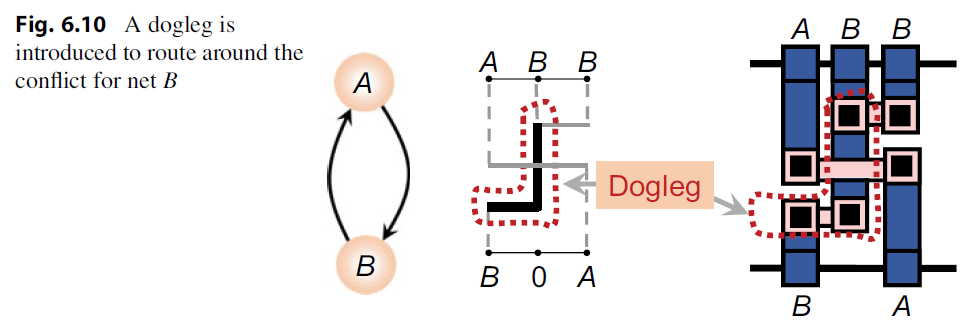 Fig. 6.10 A dogleg is
introduced to route around the
conflict for net B
A
B
A B B
B 0 A
Dogleg
A B B
B A